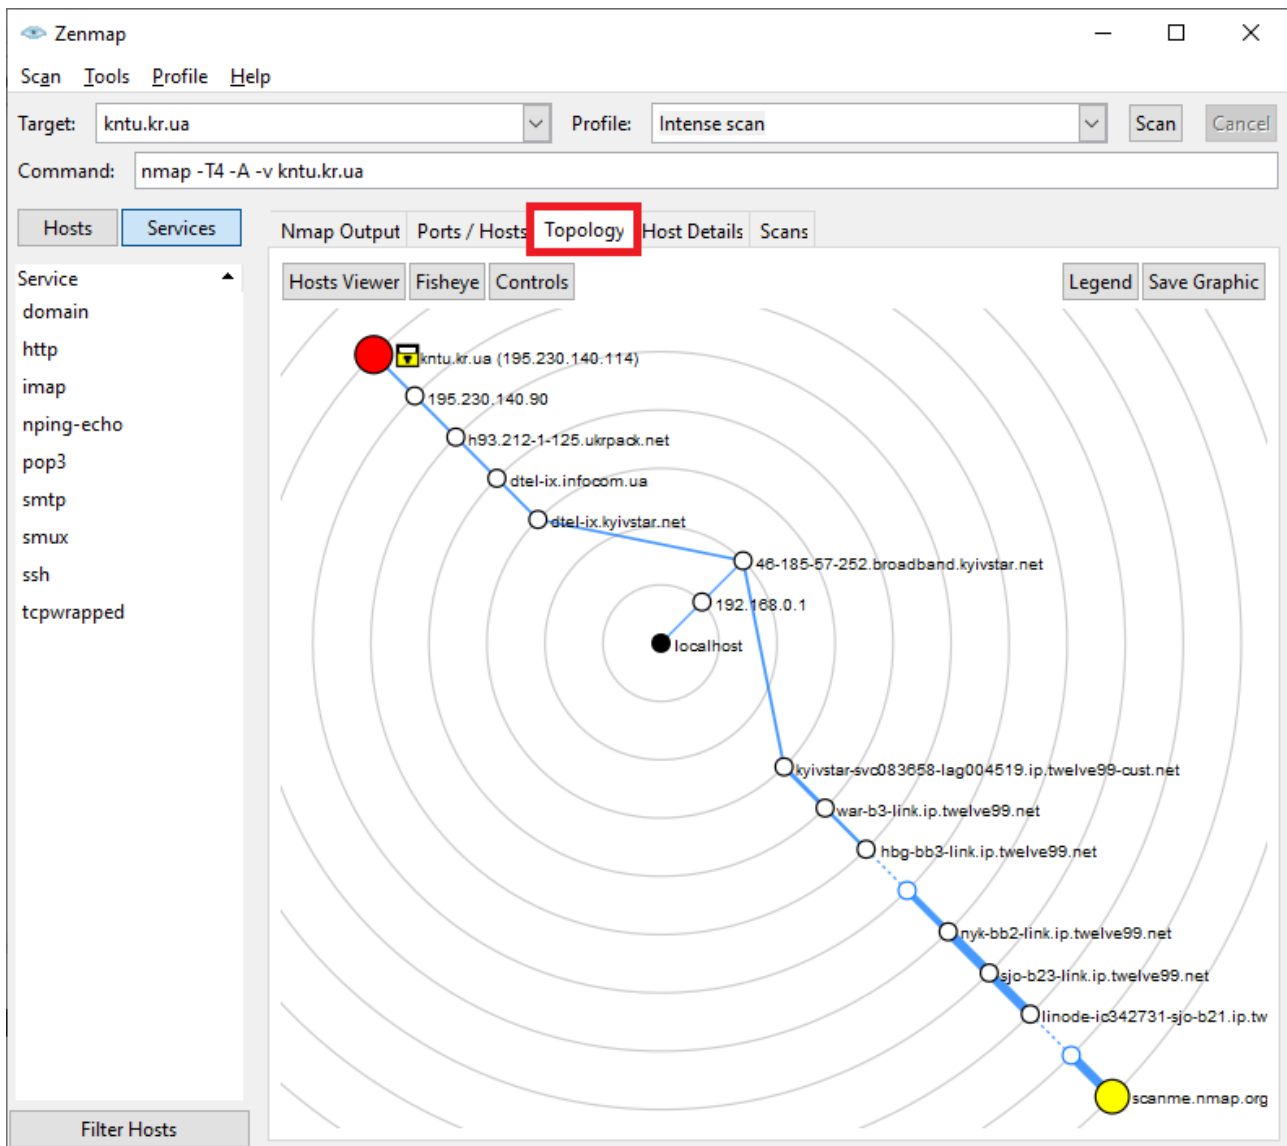 Zenmap
Scan Tools Profile Help
Target: kntu.kr.ua Profile: Intense scan Scan Cancel
Command: nmap -T4 -A -v kntu.kr.ua
Hosts Services Nmap Output Ports / Hosts Topology Host Details Scans
Service
domain
http
imap
nping-echo
pop3
smtp
smux
ssh
tcpwrapped
Filter Hosts
Hosts Viewer Fisheye Controls Legend Save Graphic
kntu.kr.ua (195.230.140.114)
195.230.140.90
h93.212-1-125.ukrpack.net
dtel-ix.infocom.ua
dtel-ix.kyivstar.net
46-185-57-252.broadband.kyivstar.net
192.168.0.1
localhost
kyivstar-svc083658-lag004519.ip.twelve99-cust.net
war-b3-link.ip.twelve99.net
hbg-bb3-link.ip.twelve99.net
nyk-bb2-link.ip.twelve99.net
sjo-b23-link.ip.twelve99.net
linode-ic342731-sjo-b21.ip.tw
scanme.nmap.org